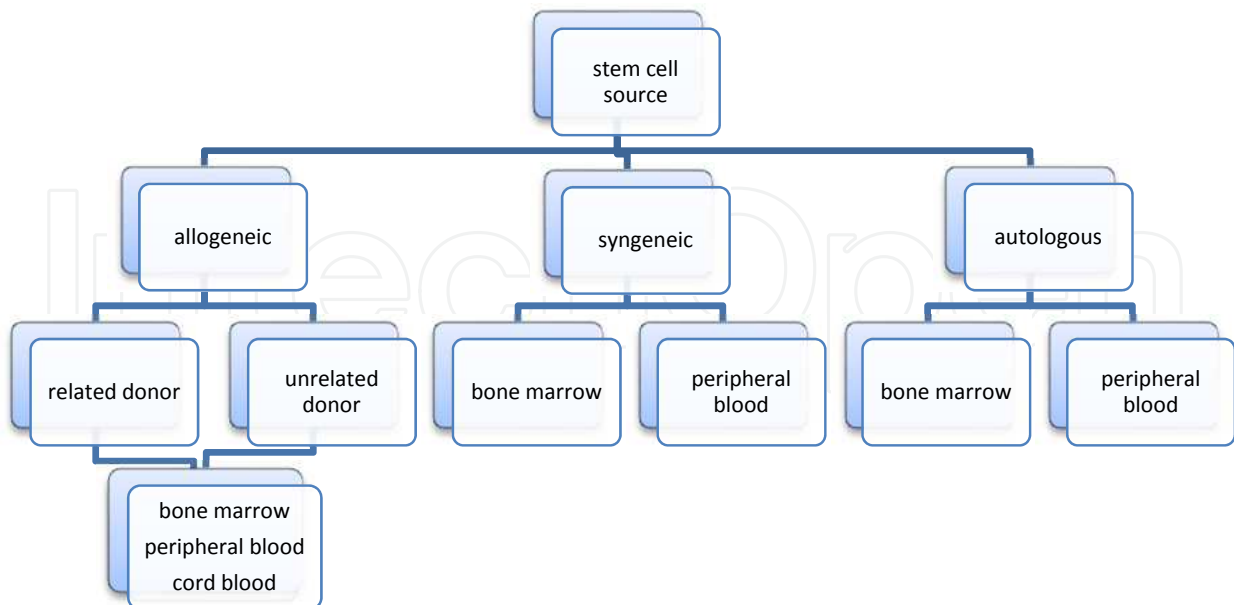 stem cell
source
allogeneic
syngeneic
autologous
related donor
unrelated
donor
bone marrow
peripheral
blood
bone marrow
peripheral
blood
bone marrow
peripheral blood
cord blood
IntechOpen